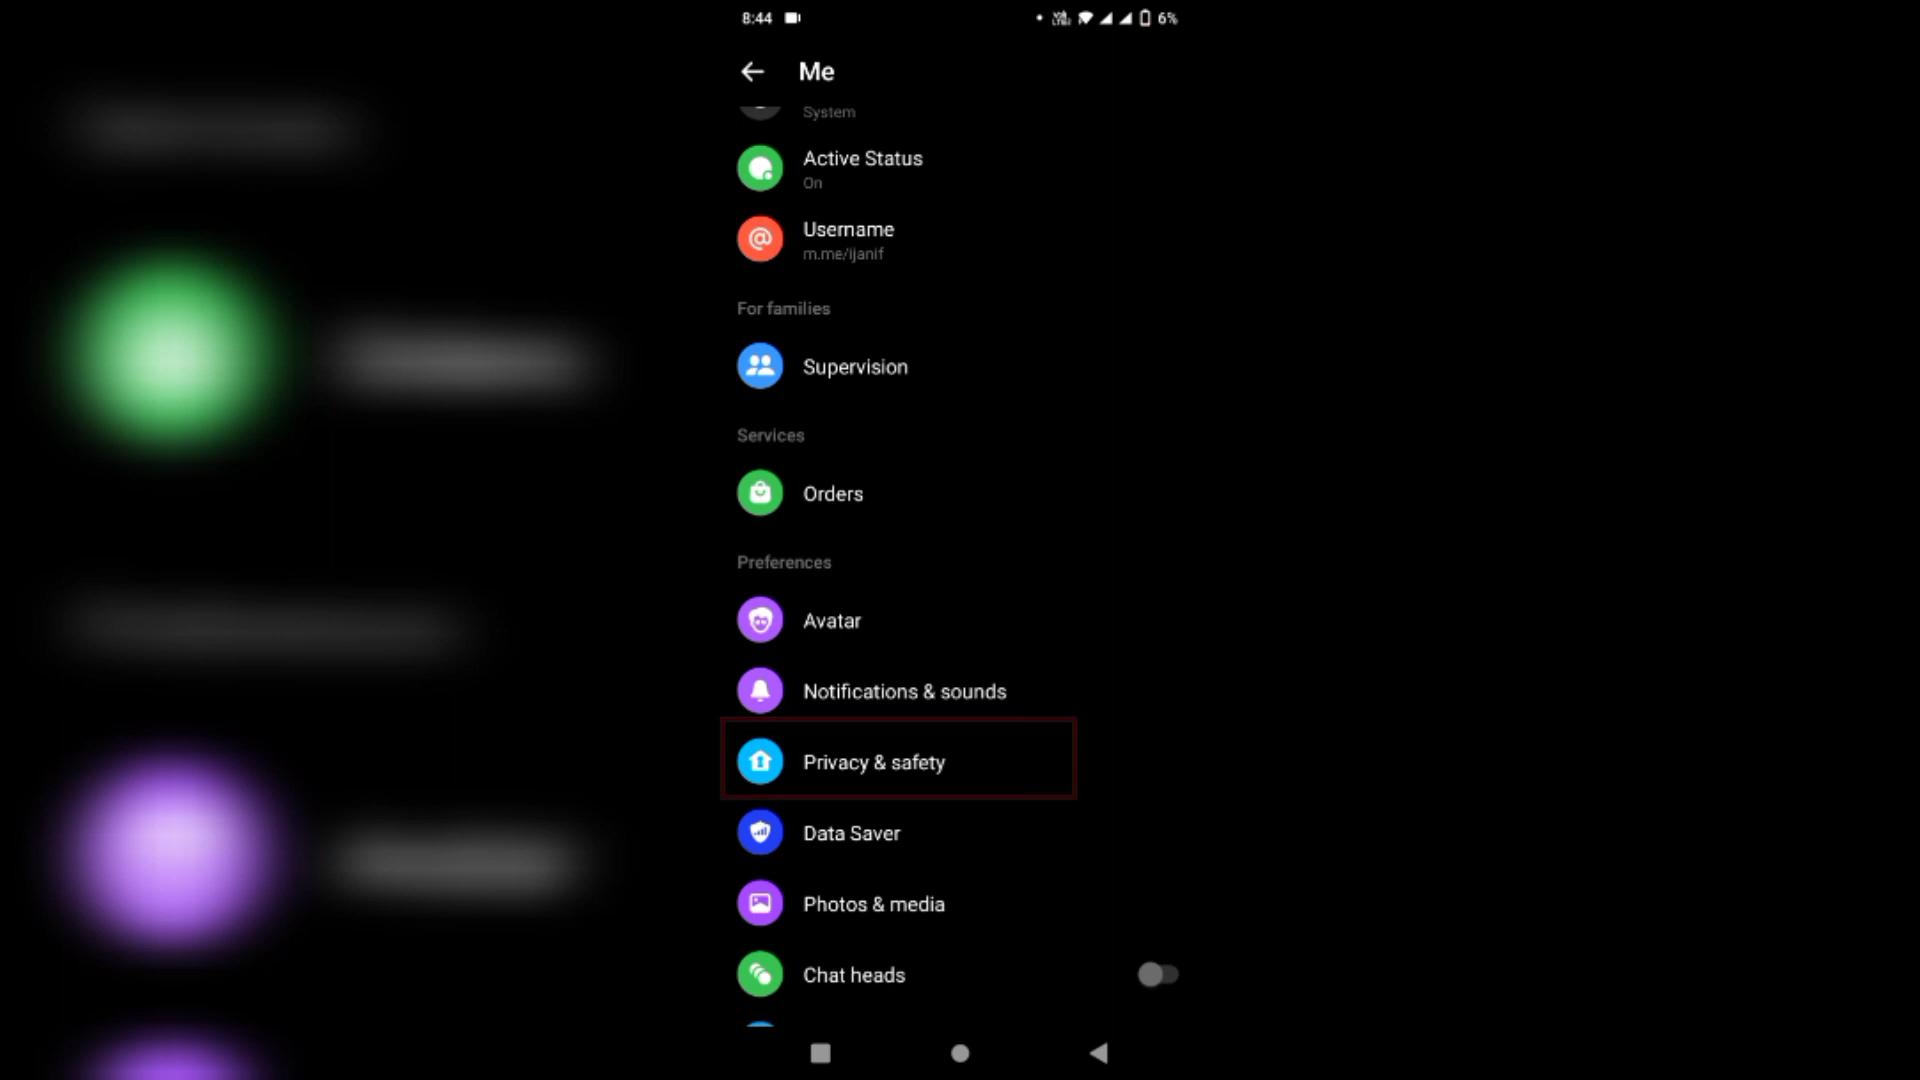 8:44
6%
Me
System
Active Status
On
Username
m.me/ijanif
For families
Supervision
Services
Orders
Preferences
Avatar
Notifications & sounds
Privacy & safety
Data Saver
Photos & media
Chat heads